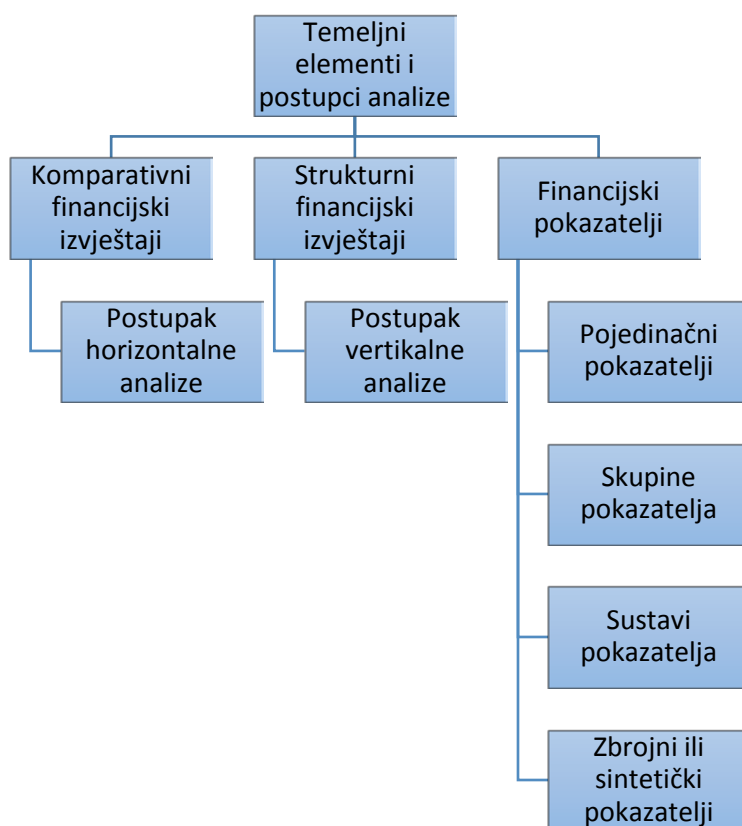 Temeljni
elementi i
postupci analize
Komparativni
financijski
izvještaji
Strukturni
financijski
izvještaji
Financijski
pokazatelji
Postupak
horizontalne
analize
Postupak
vertikalne
analize
Pojedinačni
pokazatelji
Skupine
pokazatelja
Sustavi
pokazatelja
Zbrojni ili
sintetički
pokazatelji